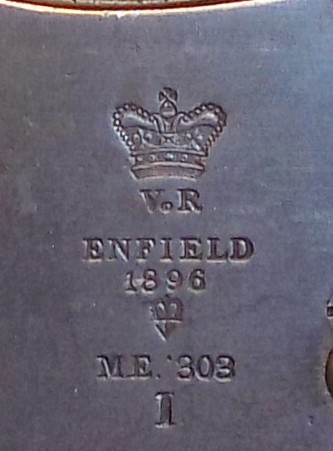 V.R
ENFIELD
1896
M.E. '303
I